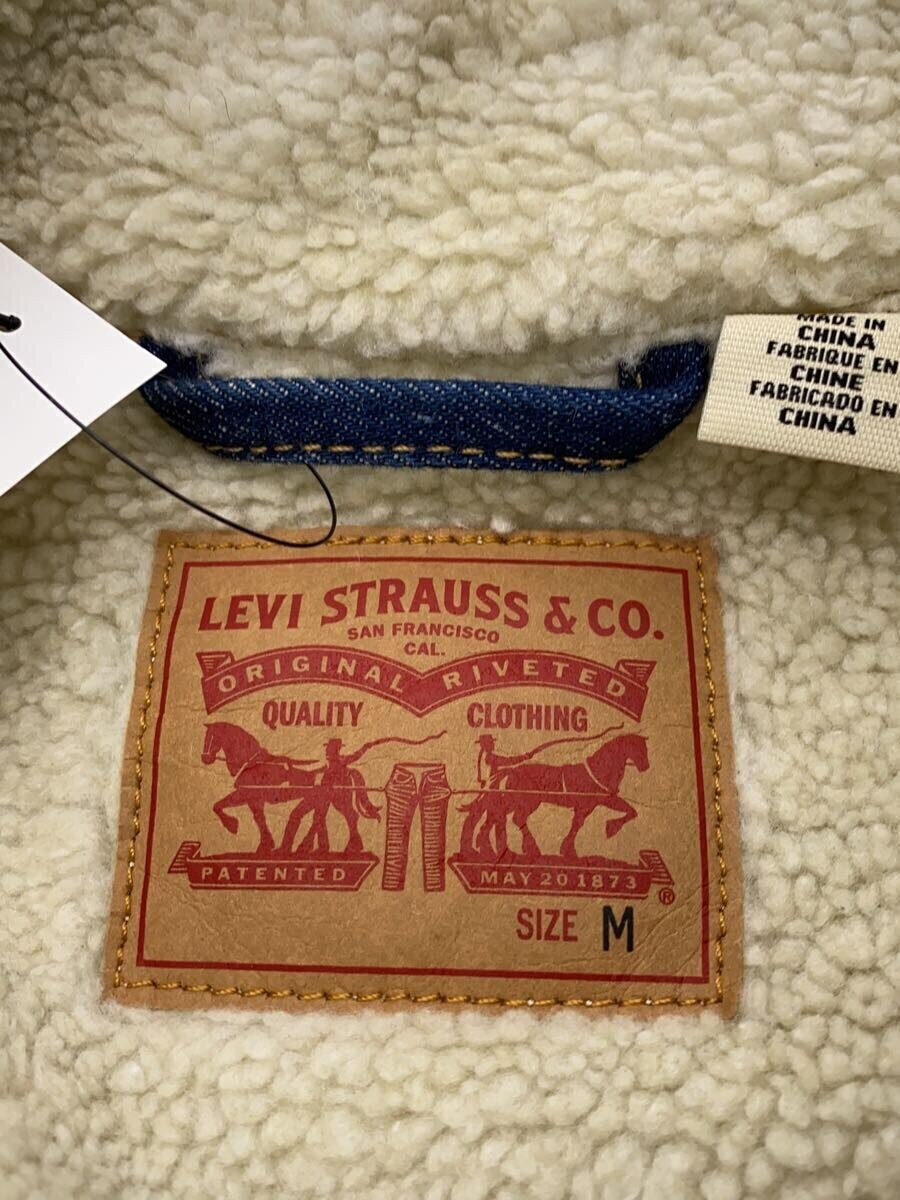 MADE IN
CHINA
FABRIQUE EN
CHINE
FABRICADO EN
CHINA
LEVI STRAUSS & CO.
SAN FRANCISCO
CAL.
ORIGINAL RIVETED
QUALITY CLOTHING
PATENTED MAY 20 1873 ®
SIZE M